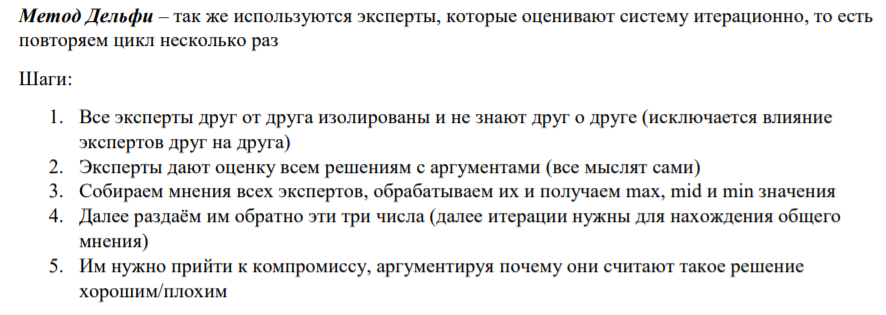 Метод Дельфи – так же используются эксперты, которые оценивают систему итерационно, то есть
повторяем цикл несколько раз
Шаги:
1. Все эксперты друг от друга изолированы и не знают друг о друге (исключается влияние
экспертов друг на друга)
2. Эксперты дают оценку всем решениям с аргументами (все мыслят сами)
3. Собираем мнения всех экспертов, обрабатываем их и получаем max, mid и min значения
4. Далее раздаём им обратно эти три числа (далее итерации нужны для нахождения общего
мнения)
5. Им нужно прийти к компромиссу, аргументируя почему они считают такое решение
хорошим/плохим